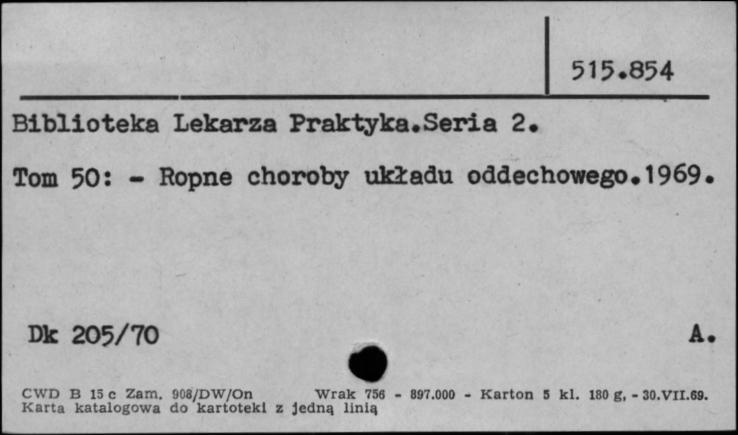 515.854
Biblioteka Lekarza Praktyka.Seria 2.
Tom 50: - Ropne choroby układu oddechowego.1969.
Dk 205/70 A.
CWD B 15 c Zam. 908/DW/On Wrak 756 - 897.000 - Karton 5 kl. 180 g, - 30.VII.69.
Karta katalogowa do kartoteki z jedną linią